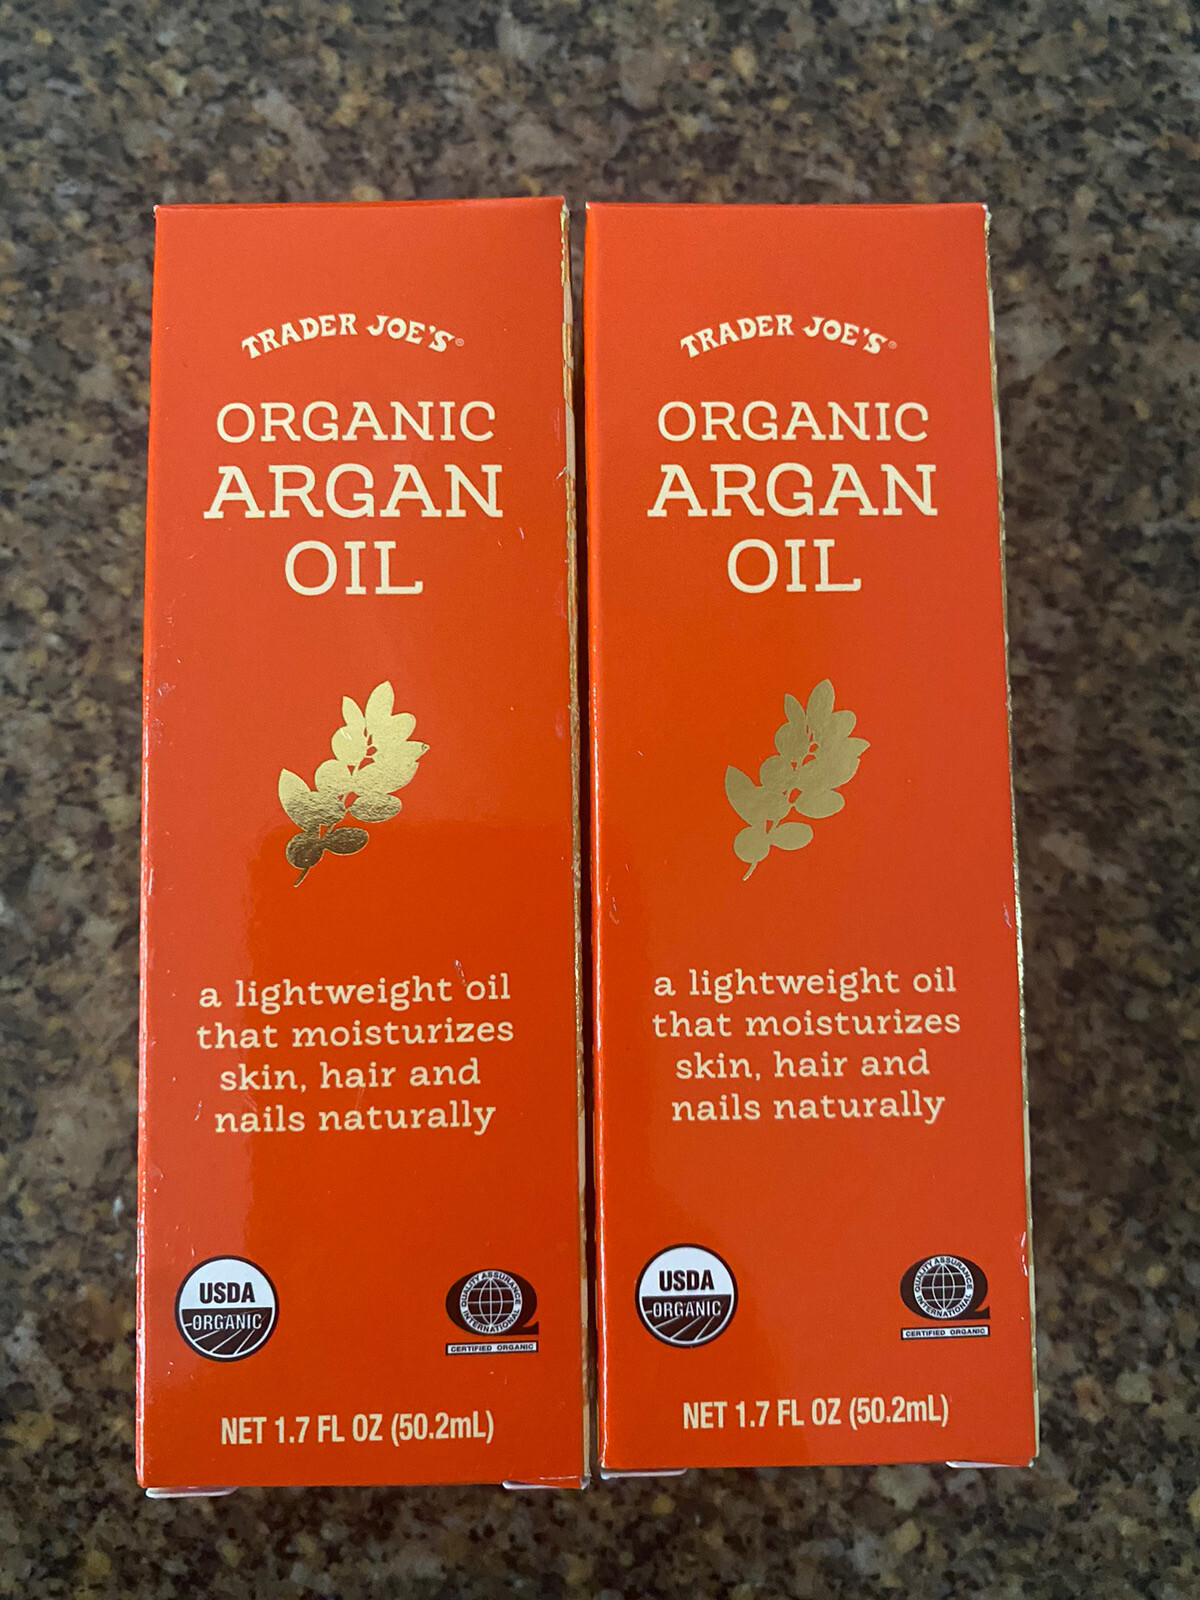 TRADER JOE'S®
ORGANIC
ARGAN
OIL
a lightweight oil
that moisturizes
skin, hair and
nails naturally
USDA
ORGANIC
QUALITY ASSURANCE
INTERNATIONAL
CERTIFIED ORGANIC
NET 1.7 FL OZ (50.2mL)
TRADER JOE'S®
ORGANIC
ARGAN
OIL
a lightweight oil
that moisturizes
skin, hair and
nails naturally
USDA
ORGANIC
QUALITY ASSURANCE
INTERNATIONAL
CERTIFIED ORGANIC
NET 1.7 FL OZ (50.2mL)